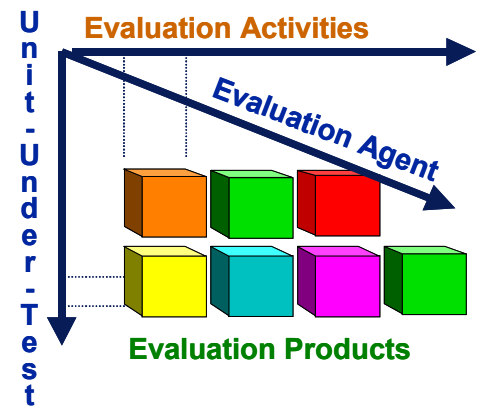 Evaluation Activities
Unit-Under-Test
Evaluation Agent
Evaluation Products